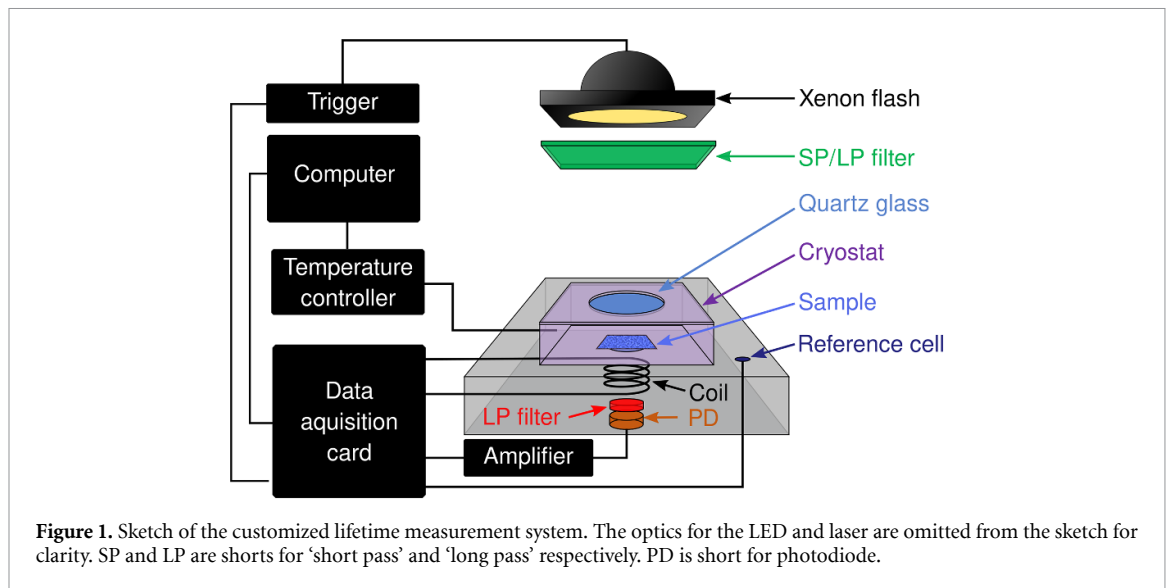 Trigger
Xenon flash
Computer
SP/LP filter
Quartz glass
Temperature
controller
Cryostat
Sample
Reference cell
Data
aquisition
card
Coil
LP filter
PD
Amplifier
Figure 1. Sketch of the customized lifetime measurement system. The optics for the LED and laser are omitted from the sketch for
clarity. SP and LP are shorts for ‘short pass’ and ‘long pass’ respectively. PD is short for photodiode.